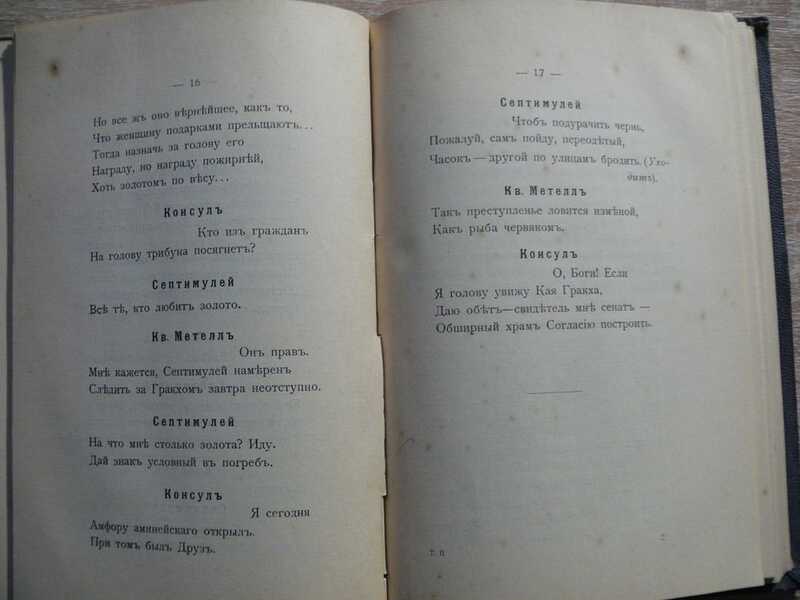 — 16 —
Но все жъ оно вѣрнѣйшее, какъ то,
Что женщину подарками прельщаютъ...
Тогда назначь за голову его
Награду, но награду пожирнѣй,
Хоть золотомъ по вѣсу...
Консулъ
Кто изъ гражданъ
На голову трибуна посягнетъ?
Септимулей
Всѣ тѣ, кто любитъ золото.
Кв. Метеллъ
Онъ правъ.
Мнѣ кажется, Септимулей намѣренъ
Слѣдить за Гракхомъ завтра неотступно.
Септимулей
На что мнѣ столько золота? Иду.
Дай знакъ условный въ погребъ.
Консулъ
Я сегодня
Амфору аминейскаго открылъ.
При томъ былъ Друзъ.
— 17 —
Септимулей
Чтобъ подурачить чернь,
Пожалуй, самъ пойду, переодѣтый,
Часокъ — другой по улицамъ бродить. (Ухо-
дитъ).
Кв. Метеллъ
Такъ преступленье ловится измѣной,
Какъ рыба червякомъ.
Консулъ
О, Боги! Если
Я голову увижу Кая Гракха,
Даю обѣтъ—свидѣтель мнѣ сенатъ —
Обширный храмъ Согласію построить.
Т. II
2